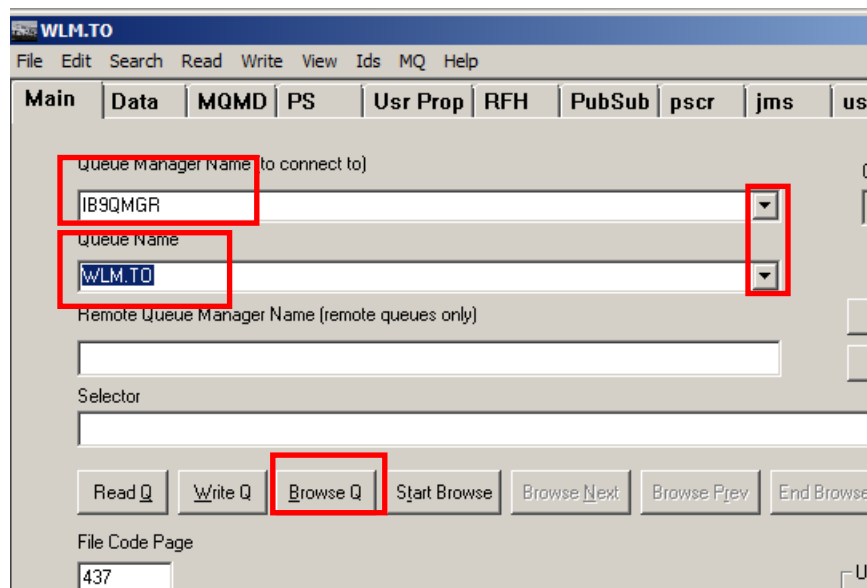 WLM.TO
File Edit Search Read Write View Ids MQ Help
Main Data MQMD PS Usr Prop RFH PubSub pscr jms us
Queue Manager Name (to connect to)
IB9QMGR
Queue Name
WLM.TO
Remote Queue Manager Name (remote queues only)
Selector
Read Q Write Q Browse Q Start Browse Browse Next Browse Prev End Browse
File Code Page
437